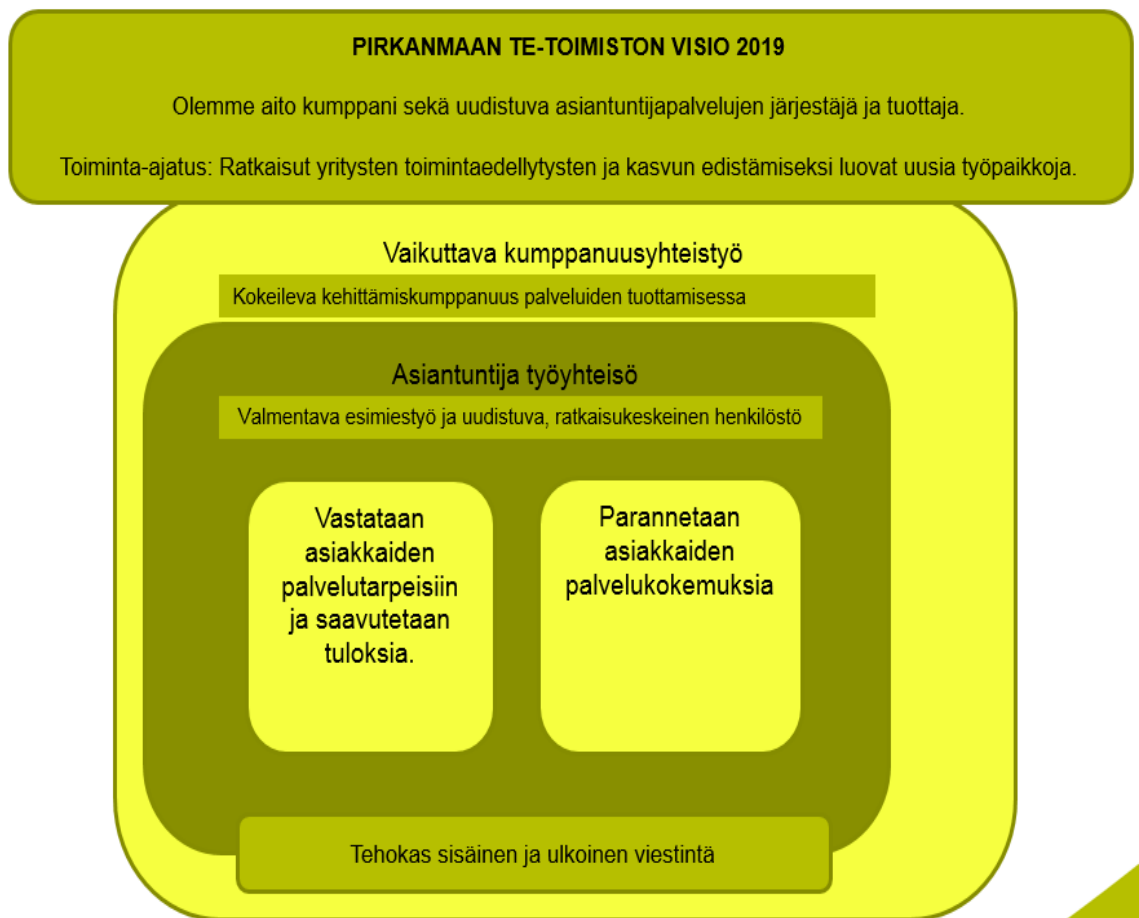 PIRKANMAAN TE-TOIMISTON VISIO 2019
Olemme aito kumppani sekä uudistuva asiantuntijapalvelujen järjestäjä ja tuottaja.
Toiminta-ajatus: Ratkaisut yritysten toimintaedellytysten ja kasvun edistämiseksi luovat uusia työpaikkoja.
Vaikuttava kumppanuusyhteistyö
Kokeileva kehittämiskumppanuus palveluiden tuottamisessa
Asiantuntija työyhteisö
Valmentava esimiestyö ja uudistuva, ratkaisukeskeinen henkilöstö
Vastataan
asiakkaiden
palvelutarpeisiin
ja saavutetaan
tuloksia.
Parannetaan
asiakkaiden
palvelukokemuksia
Tehokas sisäinen ja ulkoinen viestintä